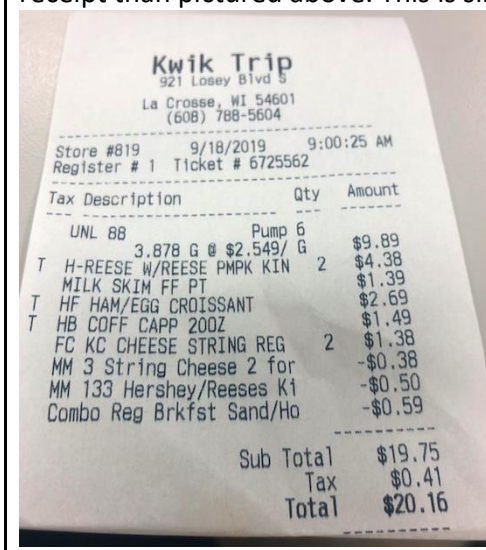 receipt than pictured above. This is
Kwik Trip
921 Losey Blvd S
La Crosse, WI 54601
(608) 788-5604
Store #819 9/18/2019 9:00:25 AM
Register # 1 Ticket # 6725562
Tax Description Qty Amount
UNL 88 Pump 6
3.878 G @ $2.549/ G $9.89
T H-REESE W/REESE PMPK KIN 2 $4.38
MILK SKIM FF PT $1.39
T HF HAM/EGG CROISSANT $2.69
T HB COFF CAPP 20OZ $1.49
FC KC CHEESE STRING REG 2 $1.38
MM 3 String Cheese 2 for -$0.38
MM 133 Hershey/Reeses Ki -$0.50
Combo Reg Brkfst Sand/Ho -$0.59
Sub Total $19.75
Tax $0.41
Total $20.16